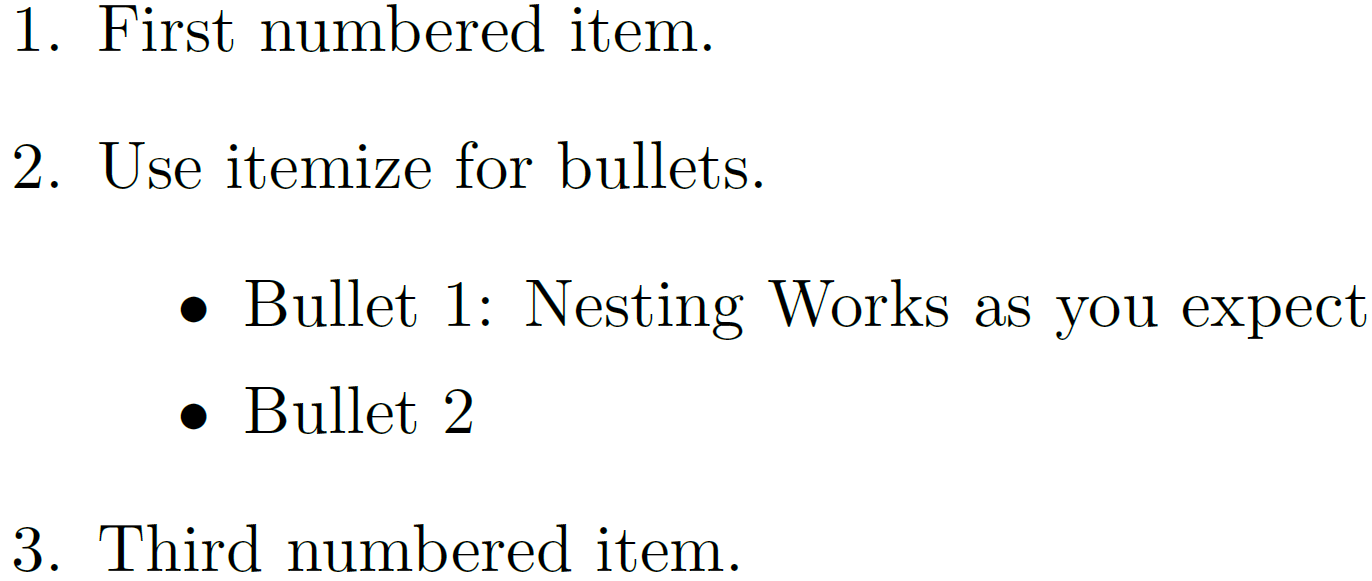 1. First numbered item.
2. Use itemize for bullets.
• Bullet 1: Nesting Works as you expect
• Bullet 2
3. Third numbered item.